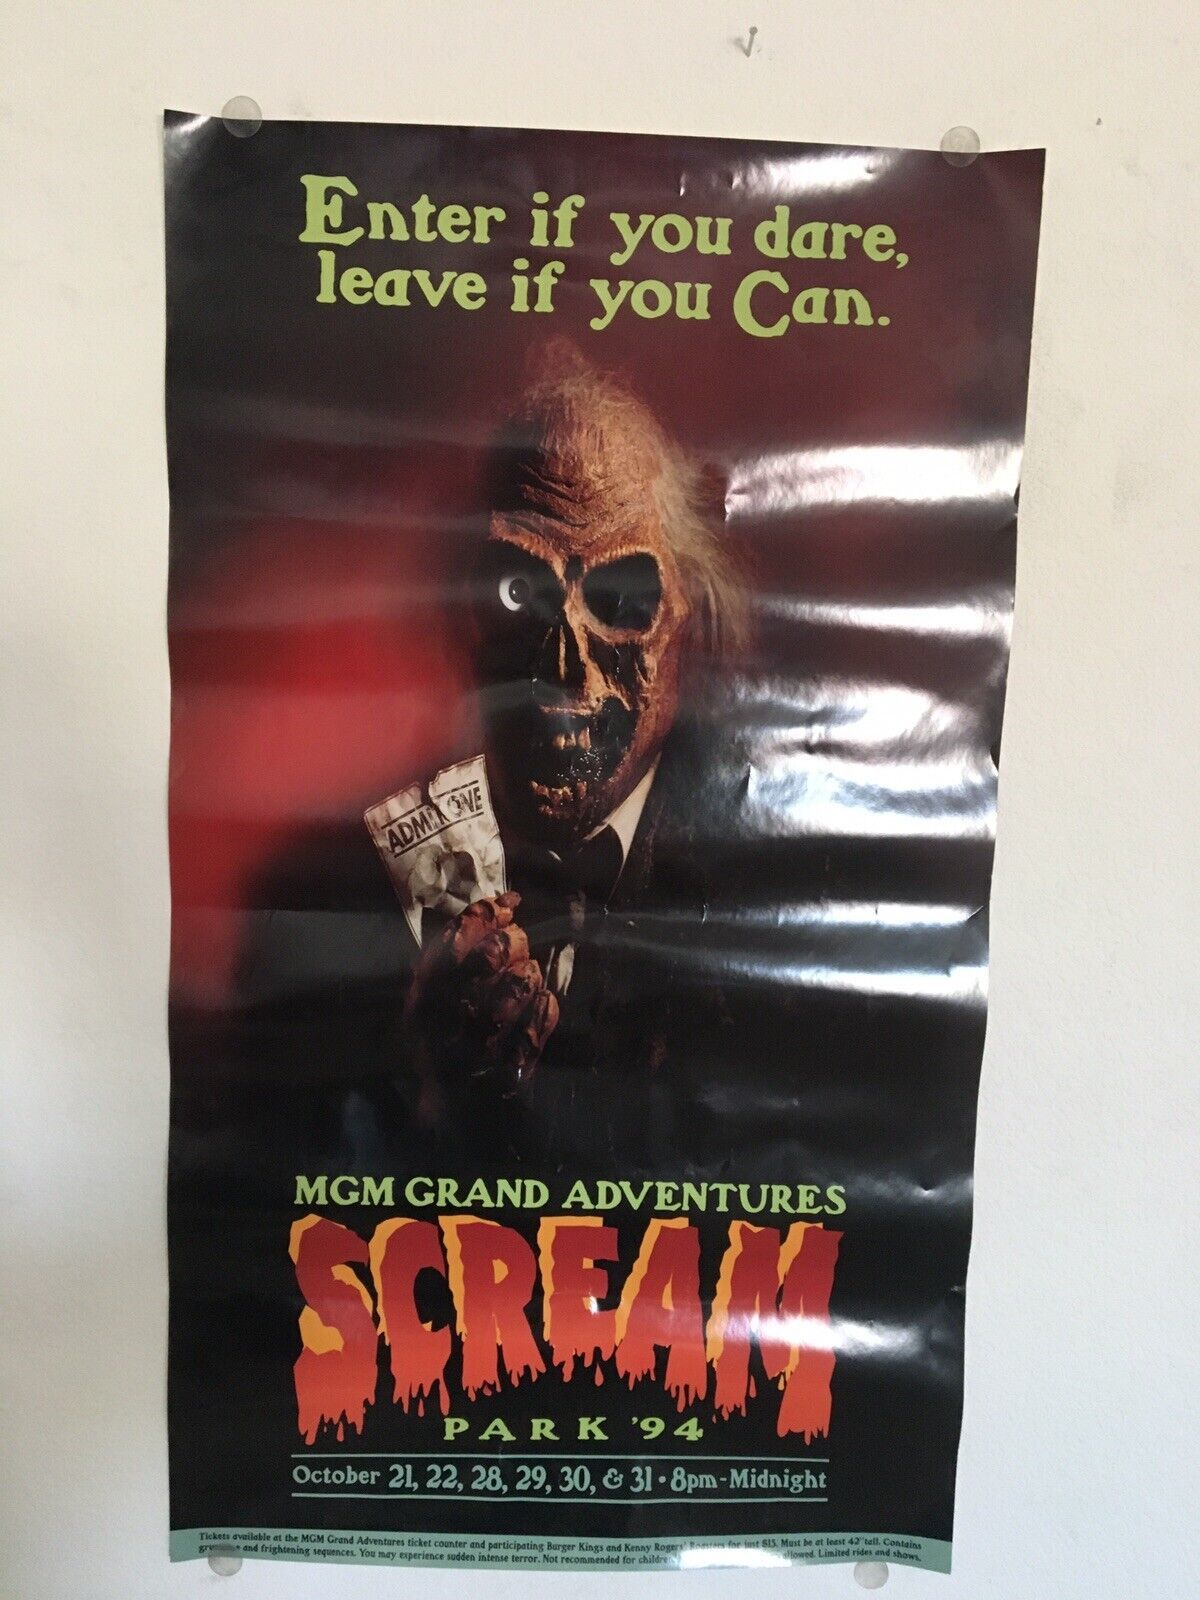 Enter if you dare,
leave if you Can.
ADMIT ONE
MGM GRAND ADVENTURES
SCREAM
PARK '94
October 21, 22, 28, 29, 30, & 31 • 8pm - Midnight
Tickets available at the MGM Grand Adventures ticket counter and participating Burger Kings and Kenny Rogers' Roasters for just $15. Must be at least 42" tall. Contains
and frightening sequences. You may experience sudden intense terror. Not recommended for allowed. Limited rides and shows.